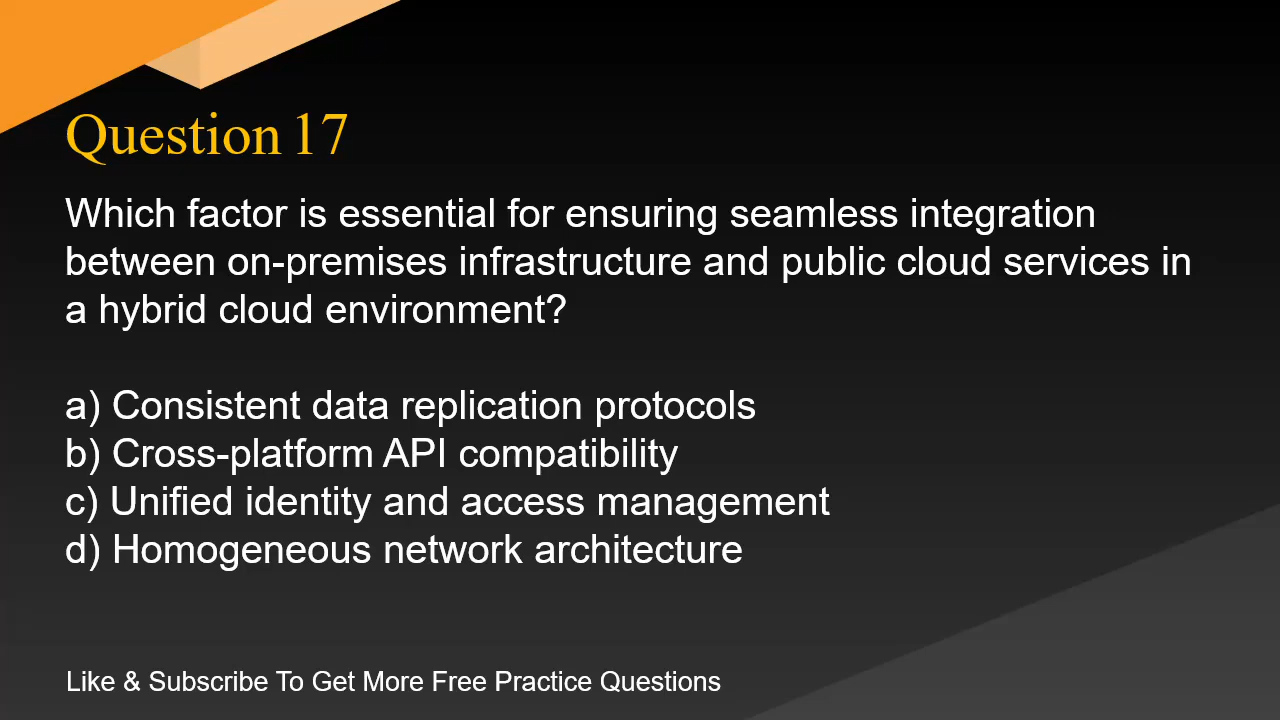 Question 17
Which factor is essential for ensuring seamless integration
between on-premises infrastructure and public cloud services in
a hybrid cloud environment?
a) Consistent data replication protocols
b) Cross-platform API compatibility
c) Unified identity and access management
d) Homogeneous network architecture
Like & Subscribe To Get More Free Practice Questions